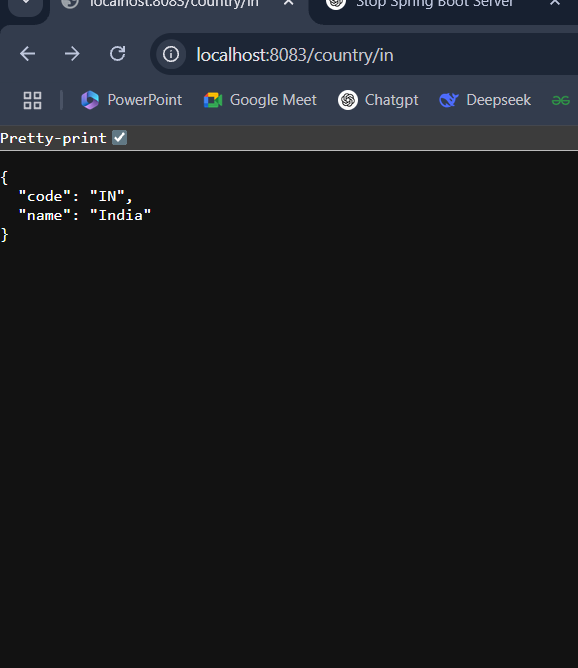 localhost:8083/country/in
Stop Spring Boot Server
localhost:8083/country/in
PowerPoint
Google Meet
Chatgpt
Deepseek
Pretty-print
{
"code": "IN",
"name": "India"
}